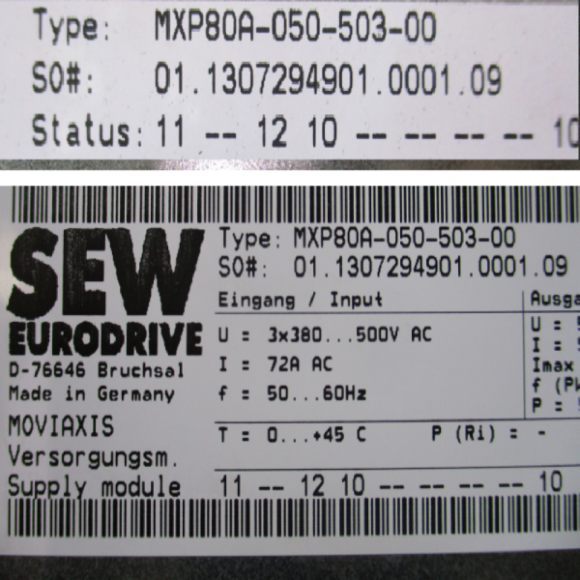 Type: MXP80A-050-503-00
SO#: 01.1307294901.0001.09
Status: 11 -- 12 10 -- -- -- -- 10
SEW
EURODRIVE
D-76646 Bruchsal
Made in Germany
MOVIAXIS
Versorgungsm.
Supply module
Type: MXP80A-050-503-00
SO#: 01.1307294901.0001.09
Eingang / Input
U = 3x380...500V AC
I = 72A AC
f = 50...60Hz
T = 0...+45 C P (Ri) = -
11 -- 12 10 -- -- -- -- 10
U =
I =
Imax
P =